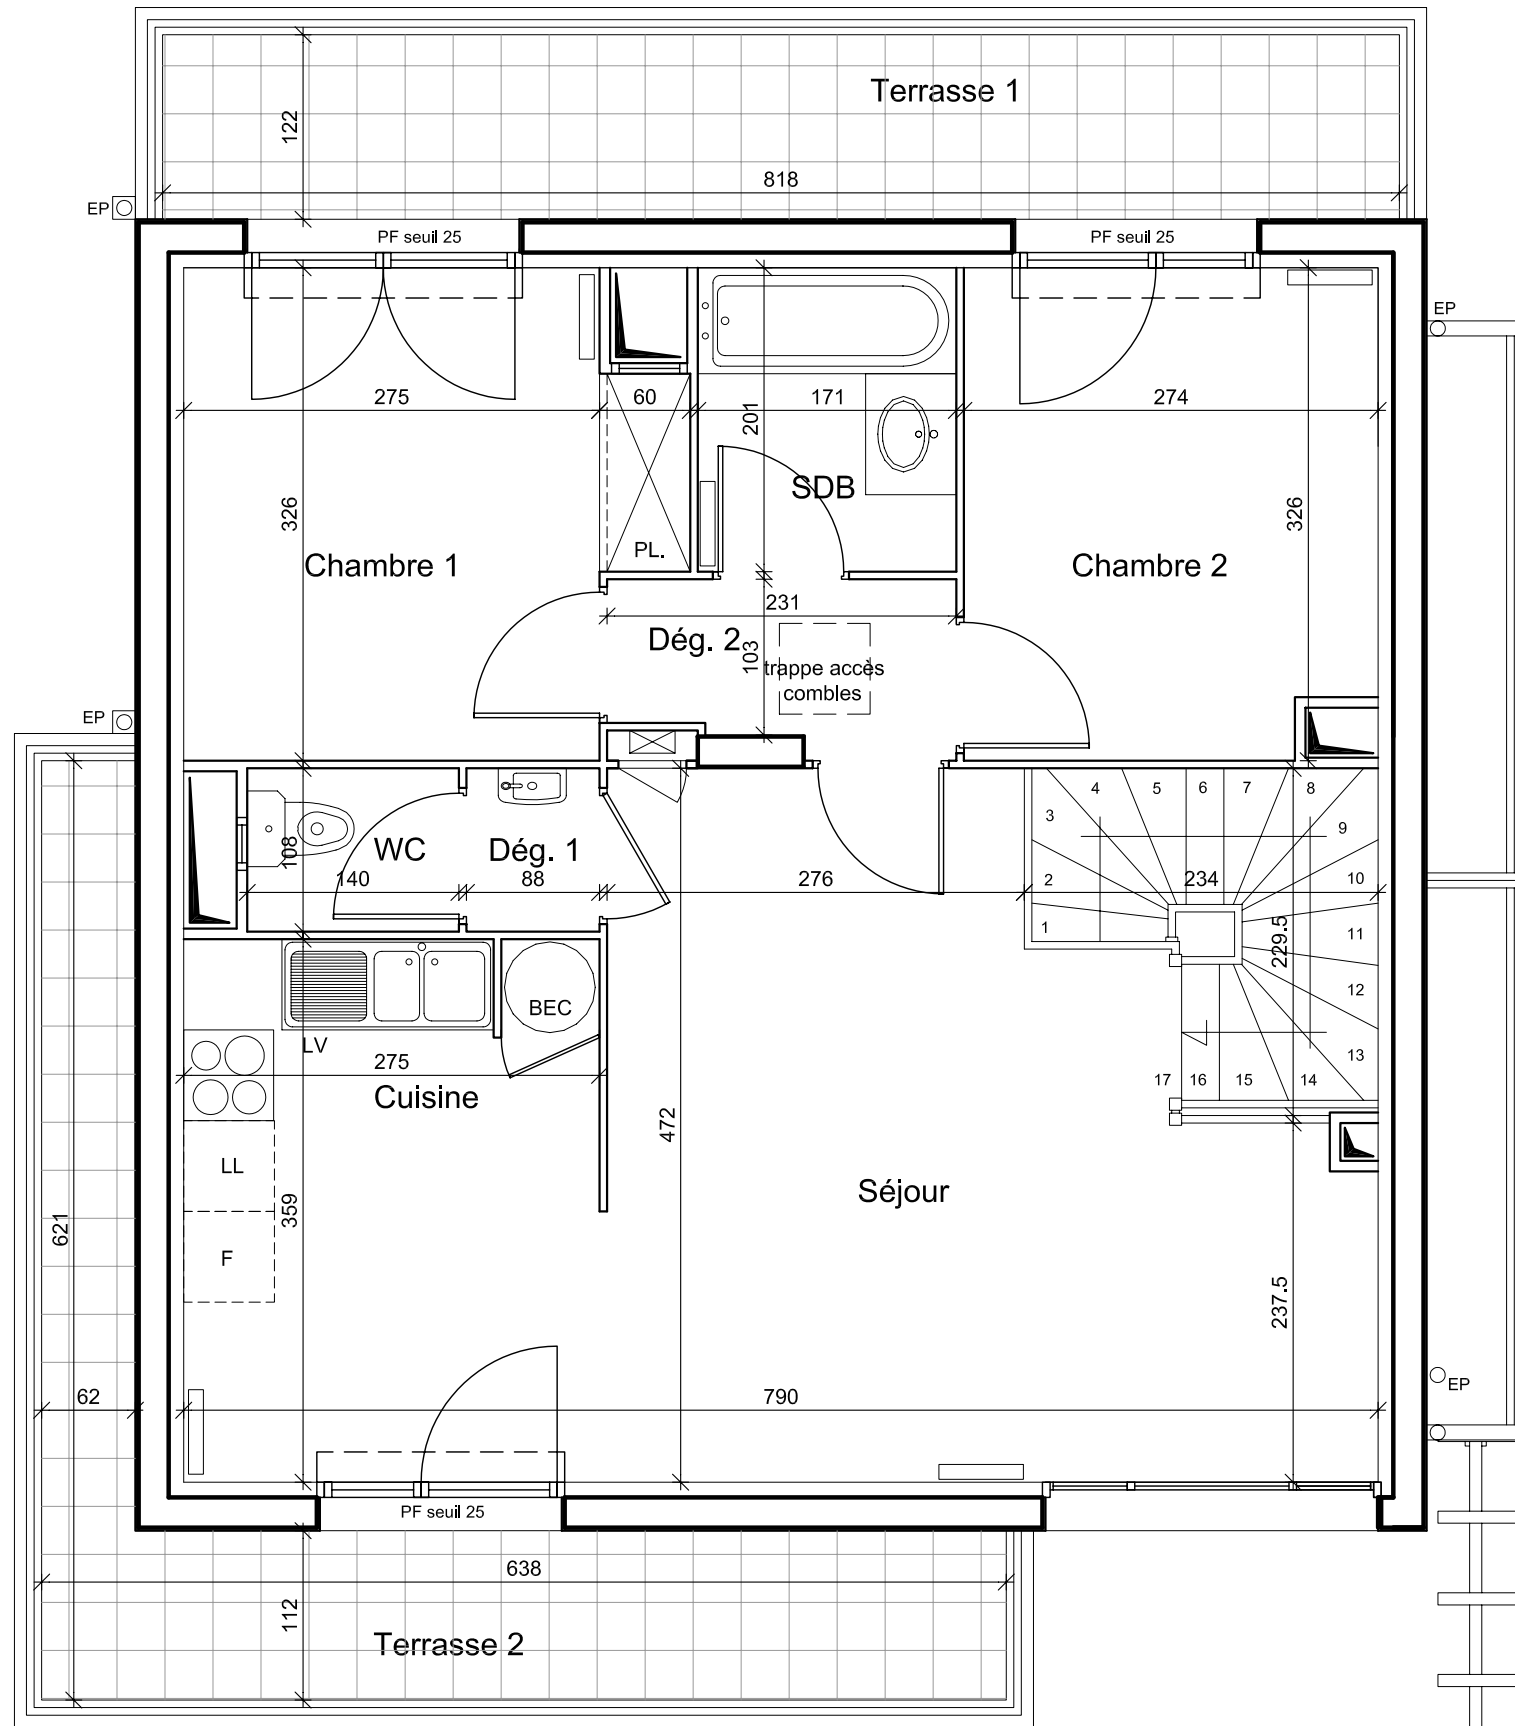 Terrasse 1
122
818
EP
PF seuil 25
PF seuil 25
EP
275
60
171
274
201
326
326
SDB
PL.
Chambre 1
Chambre 2
231
Dég. 2
103
trappe accès
combles
EP
4
5
6
7
8
3
9
108
WC
Dég. 1
140
88
276
2
234
10
1
229.5
11
12
BEC
LV
275
13
Cuisine
17
16
15
14
472
LL
Séjour
359
621
F
237.5
62
790
EP
PF seuil 25
638
112
Terrasse 2